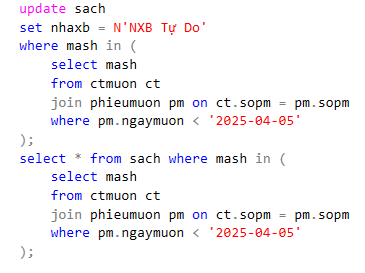 update sach
set nhaxb = N'NXB Tự Do'
where mash in (
    select mash
    from ctmuon ct
    join phieumuon pm on ct.sopm = pm.sopm
    where pm.ngaymuon < '2025-04-05'
);
select * from sach where mash in (
    select mash
    from ctmuon ct
    join phieumuon pm on ct.sopm = pm.sopm
    where pm.ngaymuon < '2025-04-05'
);